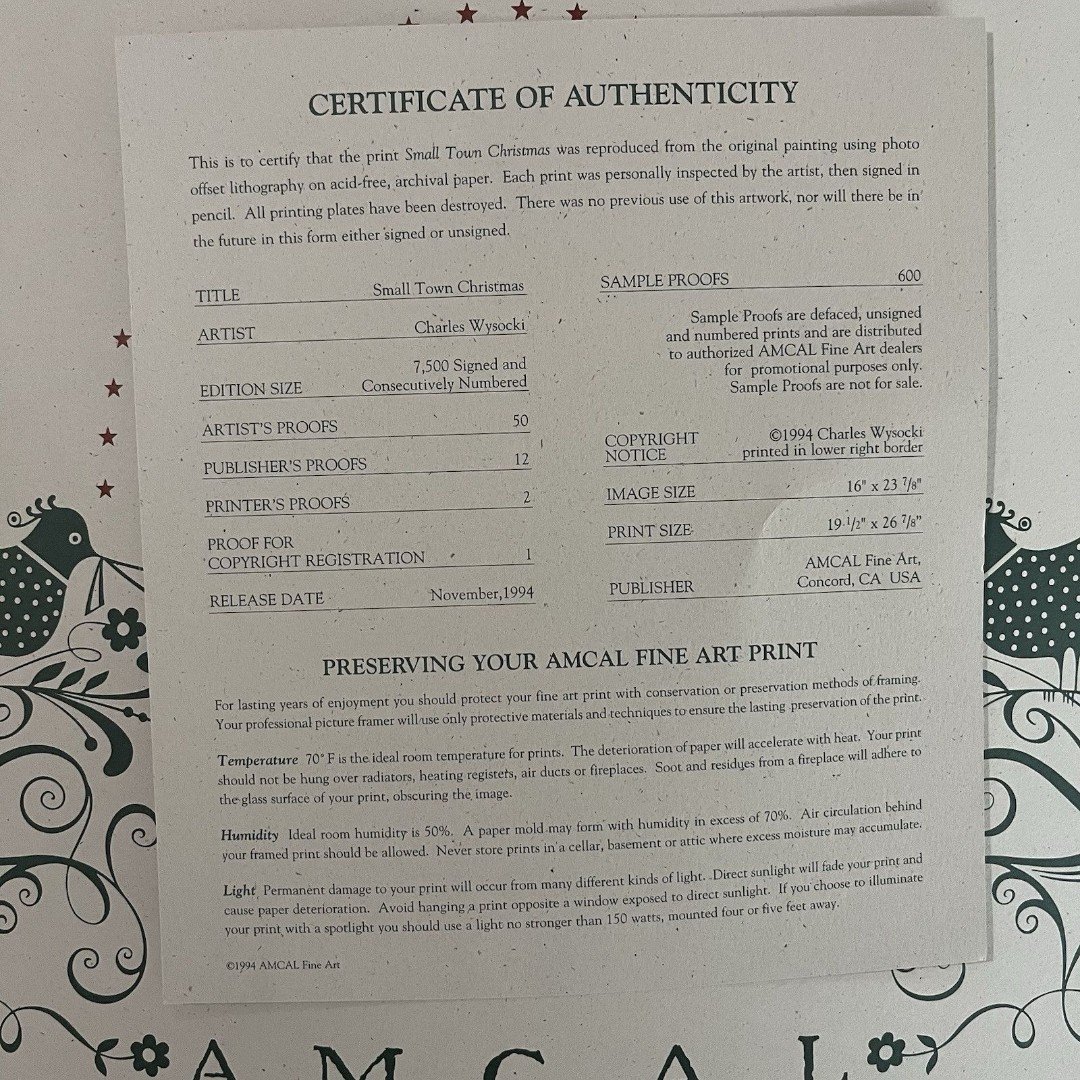 CERTIFICATE OF AUTHENTICITY
This is to certify that the print Small Town Christmas was reproduced from the original painting using photo
offset lithography on acid-free, archival paper. Each print was personally inspected by the artist, then signed in
pencil. All printing plates have been destroyed. There was no previous use of this artwork, nor will there be in
the future in this form either signed or unsigned.
TITLE Small Town Christmas
ARTIST Charles Wysocki
7,500 Signed and
EDITION SIZE Consecutively Numbered
ARTIST'S PROOFS 50
PUBLISHER'S PROOFS 12
PRINTER'S PROOFS 2
PROOF FOR
COPYRIGHT REGISTRATION 1
RELEASE DATE November,1994
SAMPLE PROOFS 600
Sample Proofs are defaced, unsigned
and numbered prints and are distributed
to authorized AMCAL Fine Art dealers
for promotional purposes only.
Sample Proofs are not for sale.
COPYRIGHT ©1994 Charles Wysocki
NOTICE printed in lower right border
IMAGE SIZE 16" x 23 7/8"
PRINT SIZE 19 1/2" x 26 7/8"
AMCAL Fine Art,
PUBLISHER Concord, CA USA
PRESERVING YOUR AMCAL FINE ART PRINT
For lasting years of enjoyment you should protect your fine art print with conservation or preservation methods of framing.
Your professional picture framer will use only protective materials and techniques to ensure the lasting preservation of the print.
Temperature 70° F is the ideal room temperature for prints. The deterioration of paper will accelerate with heat. Your print
should not be hung over radiators, heating registers, air ducts or fireplaces. Soot and residues from a fireplace will adhere to
the glass surface of your print, obscuring the image.
Humidity Ideal room humidity is 50%. A paper mold may form with humidity in excess of 70%. Air circulation behind
your framed print should be allowed. Never store prints in a cellar, basement or attic where excess moisture may accumulate.
Light Permanent damage to your print will occur from many different kinds of light. Direct sunlight will fade your print and
cause paper deterioration. Avoid hanging a print opposite a window exposed to direct sunlight. If you choose to illuminate
your print with a spotlight you should use a light no stronger than 150 watts, mounted four or five feet away.
©1994 AMCAL Fine Art
AMCAL